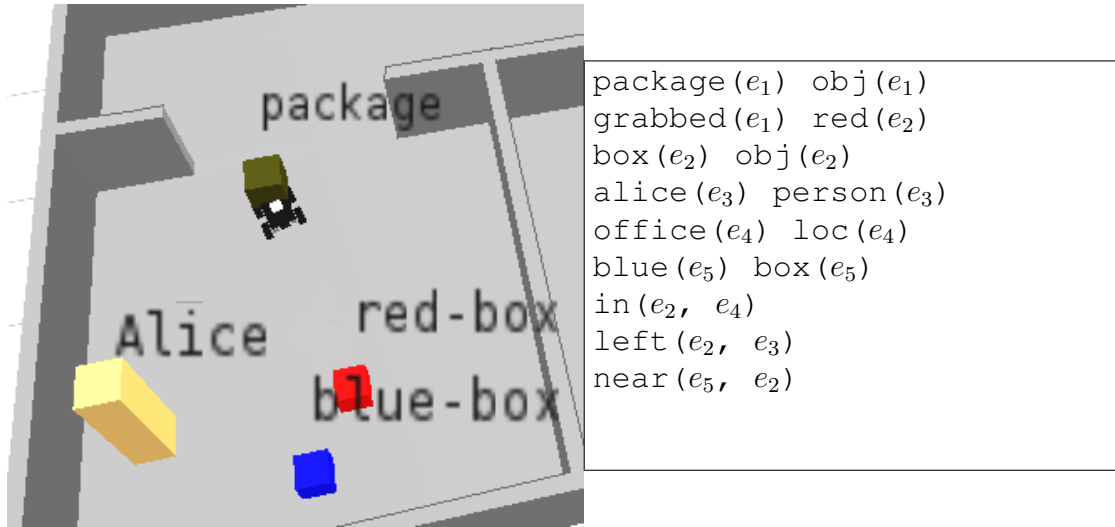 package
Alice
red-box
blue-box
package(e₁) obj(e₁)
grabbed(e₁) red(e₂)
box(e₂) obj(e₂)
alice(e₃) person(e₃)
office(e₄) loc(e₄)
blue(e₅) box(e₅)
in(e₂, e₄)
left(e₂, e₃)
near(e₅, e₂)